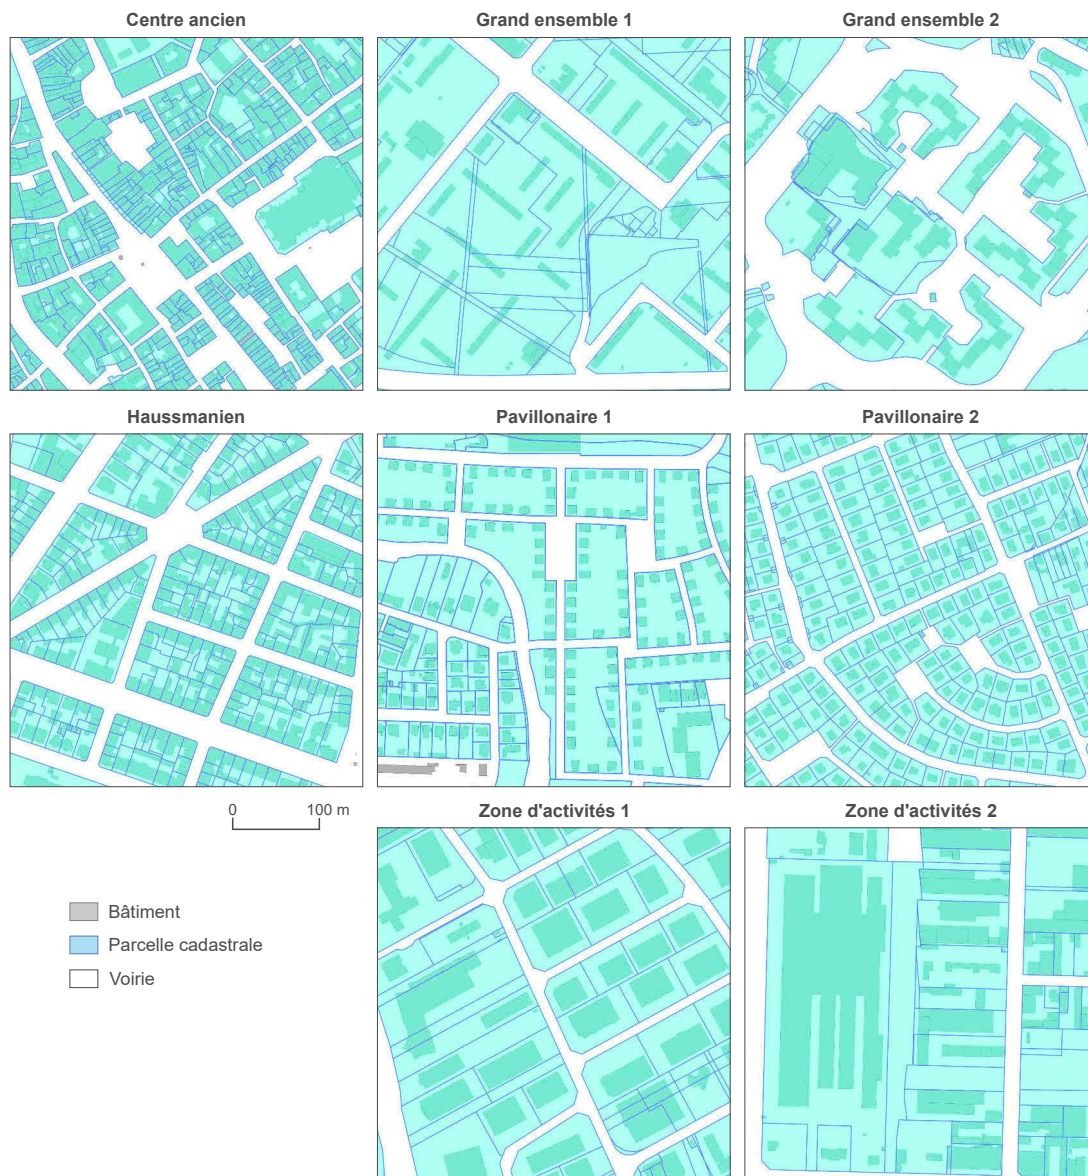 Centre ancien
Grand ensemble 1
Grand ensemble 2
Haussmanien
Pavillonaire 1
Pavillonaire 2
0 100 m
Zone d'activités 1
Zone d'activités 2
Bâtiment
Parcelle cadastrale
Voirie